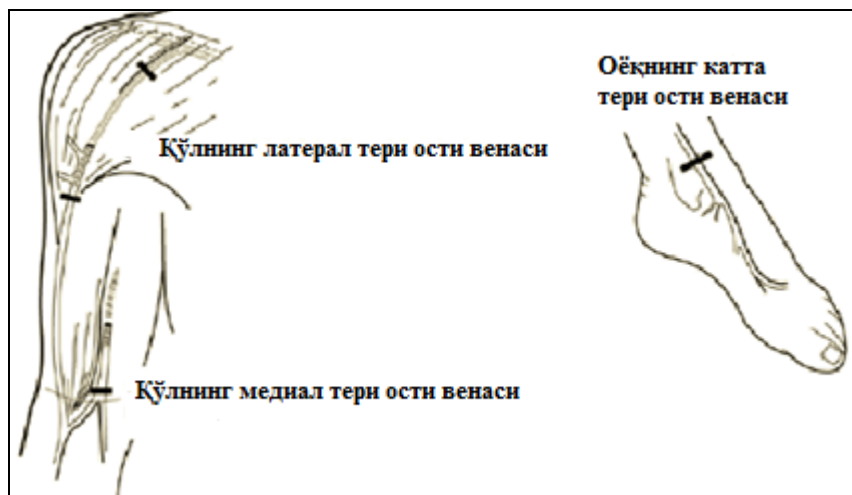 Оёқнинг катта
тери ости венаси
Қўлнинг латерал тери ости венаси
Қўлнинг медиал тери ости венаси